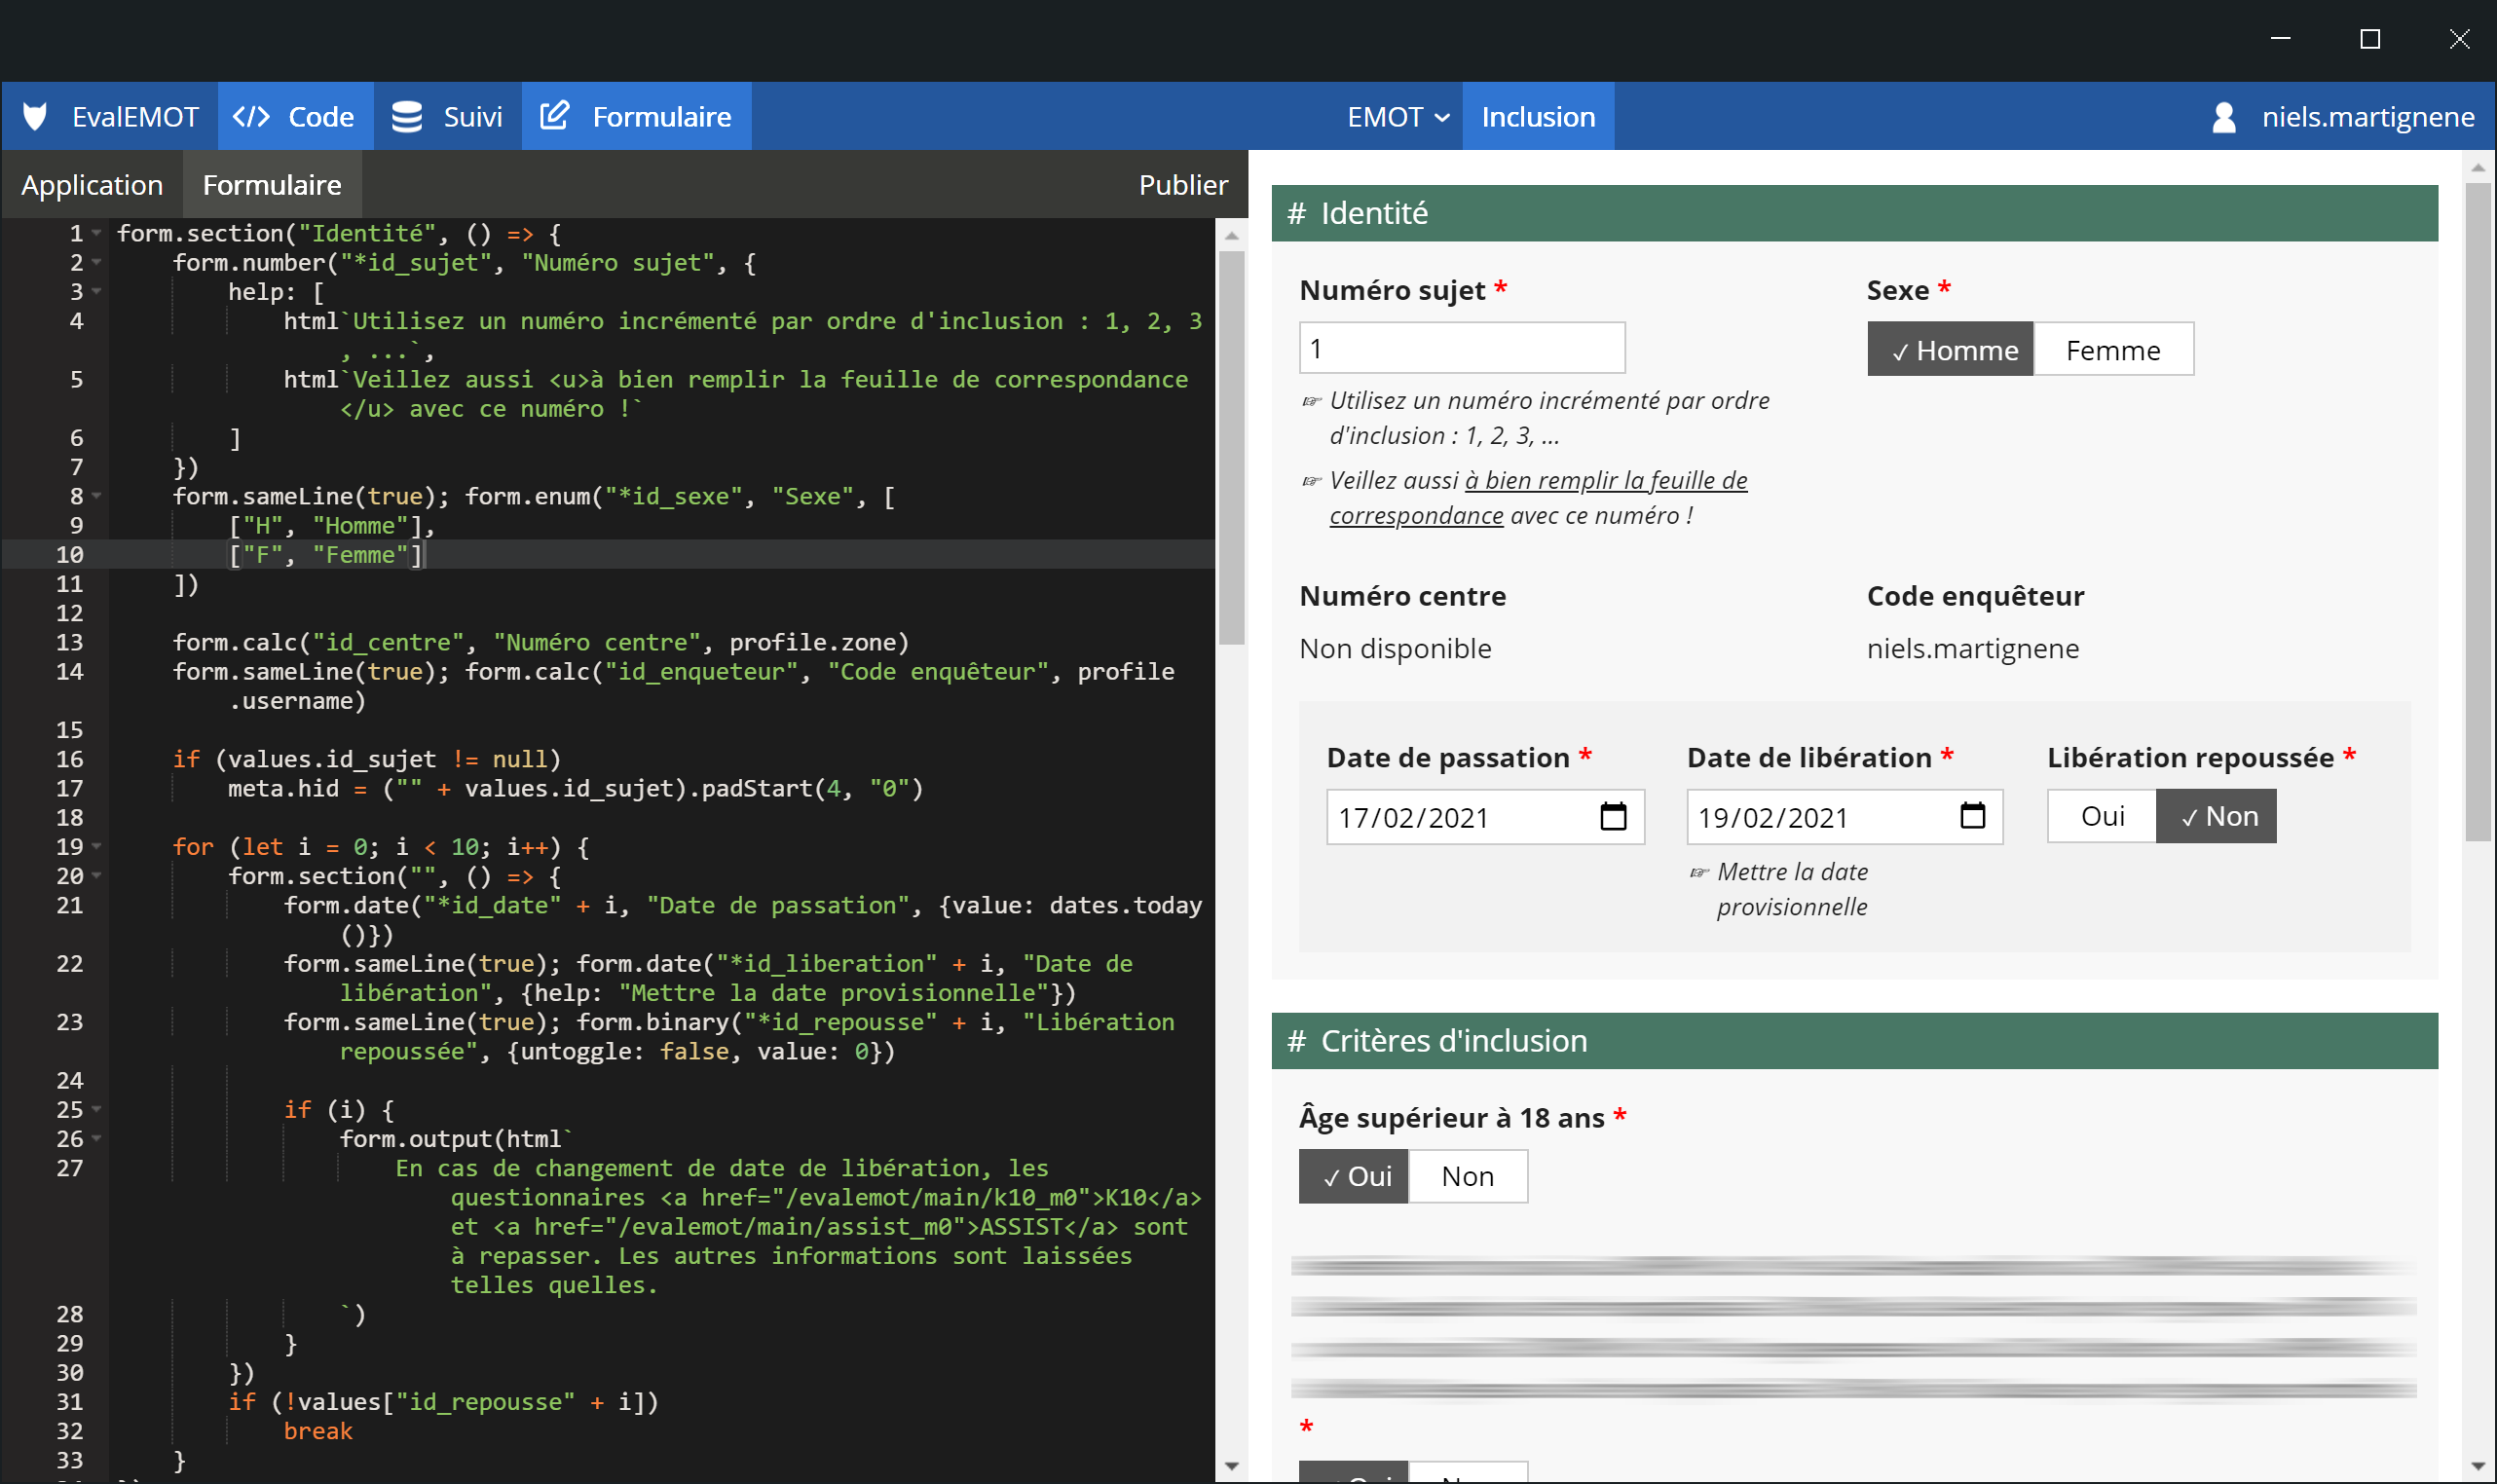 EvalEMOT
Code
Suivi
Formulaire
EMOT
Inclusion
niels.martignene
Application
Formulaire
Publier
1 form.section("Identité", () => {
2 form.number("*id_sujet", "Numéro sujet", {
3 help: [
4 html`Utilisez un numéro incrémenté par ordre d'inclusion : 1, 2, 3
, ...`,
5 html`Veillez aussi <u>à bien remplir la feuille de correspondance
</u> avec ce numéro !`
6 ]
7 })
8 form.sameLine(true); form.enum("*id_sexe", "Sexe", [
9 ["H", "Homme"],
10 ["F", "Femme"]
11 ])
12
13 form.calc("id_centre", "Numéro centre", profile.zone)
14 form.sameLine(true); form.calc("id_enqueteur", "Code enquêteur", profile
.username)
15
16 if (values.id_sujet != null)
17 meta.hid = ("" + values.id_sujet).padStart(4, "0")
18
19 for (let i = 0; i < 10; i++) {
20 form.section("", () => {
21 form.date("*id_date" + i, "Date de passation", {value: dates.today
()})
22 form.sameLine(true); form.date("*id_liberation" + i, "Date de
libération", {help: "Mettre la date provisionnelle"})
23 form.sameLine(true); form.binary("*id_repousse" + i, "Libération
repoussée", {untoggle: false, value: 0})
24
25 if (i) {
26 form.output(html`
27 En cas de changement de date de libération, les
questionnaires <a href="/evalemot/main/k10_m0">K10</a>
et <a href="/evalemot/main/assist_m0">ASSIST</a> sont
à repasser. Les autres informations sont laissées
telles quelles.
28 `)
29 }
30 })
31 if (!values["id_repousse" + i])
32 break
33 }
# Identité
Numéro sujet *
Sexe *
1
✓ Homme
Femme
☞ Utilisez un numéro incrémenté par ordre
d'inclusion : 1, 2, 3, ...
☞ Veillez aussi à bien remplir la feuille de
correspondance avec ce numéro !
Numéro centre
Code enquêteur
Non disponible
niels.martignene
Date de passation *
Date de libération *
Libération repoussée *
17/02/2021
19/02/2021
Oui
✓ Non
☞ Mettre la date
provisionnelle
# Critères d'inclusion
Âge supérieur à 18 ans *
✓ Oui
Non
*